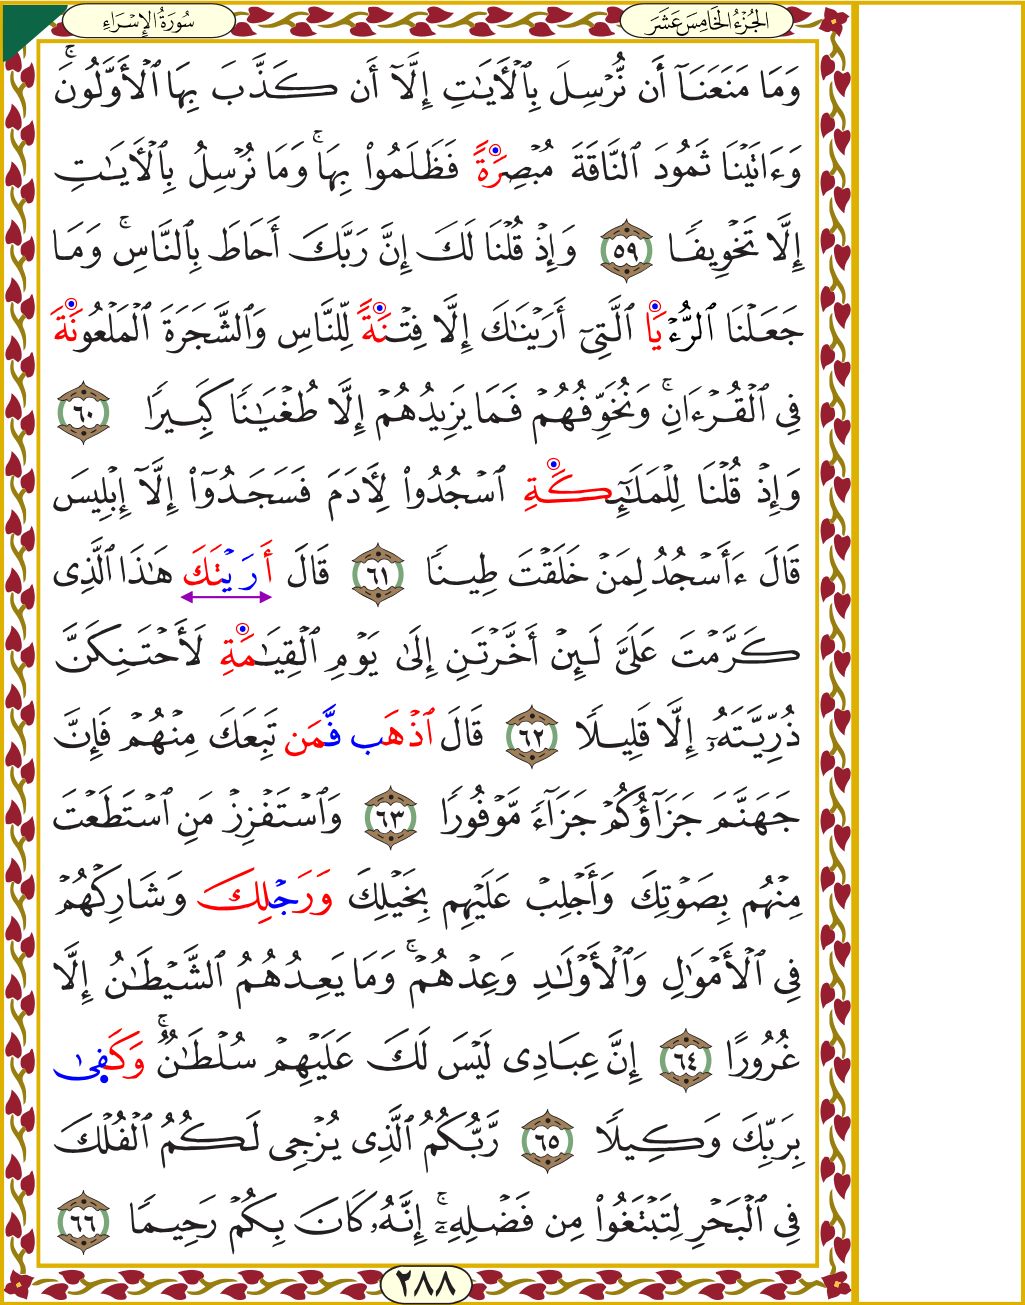 الجُزْءُ الْخَامِسَ عَشَرَ
سُورَةُ الإِسْرَاءِ
وَمَا مَنَعَنَآ أَن نُّرْسِلَ بِٱلْأَيَـٰتِ إِلَّآ أَن كَذَّبَ بِهَا ٱلْأَوَّلُونَۚ
وَءَاتَيْنَا ثَمُودَ ٱلنَّاقَةَ مُبْصِرَةً فَظَلَمُوا۟ بِهَاۚ وَمَا نُرْسِلُ بِٱلْأَيَـٰتِ
إِلَّا تَخْوِيفًا ٥٩ وَإِذْ قُلْنَا لَكَ إِنَّ رَبَّكَ أَحَاطَ بِٱلنَّاسِۚ وَمَا
جَعَلْنَا ٱلرُّءْيَا ٱلَّتِىٓ أَرَيْنَـٰكَ إِلَّا فِتْنَةً لِّلنَّاسِ وَٱلشَّجَرَةَ ٱلْمَلْعُونَةَ
فِى ٱلْقُرْءَانِۚ وَنُخَوِّفُهُمْ فَمَا يَزِيدُهُمْ إِلَّا طُغْيَـٰنًا كَبِيرًا ٦٠
وَإِذْ قُلْنَا لِلْمَلَـٰٓئِكَةِ ٱسْجُدُوا۟ لِأَدَمَ فَسَجَدُوٓا۟ إِلَّآ إِبْلِيسَ
قَالَ ءَأَسْجُدُ لِمَنْ خَلَقْتَ طِينًا ٦١ قَالَ أَرَيْتَكَ هَـٰذَا ٱلَّذِى
كَرَّمْتَ عَلَىَّ لَئِنْ أَخَّرْتَنِ إِلَىٰ يَوْمِ ٱلْقِيَـٰمَةِ لَأَحْتَنِكَنَّ
ذُرِّيَّتَهُۥٓ إِلَّا قَلِيلًا ٦٢ قَالَ ٱذْهَب فَّمَن تَبِعَكَ مِنْهُمْ فَإِنَّ
جَهَنَّمَ جَزَآؤُكُمْ جَزَآءً مَّوْفُورًا ٦٣ وَٱسْتَفْزِزْ مَنِ ٱسْتَطَعْتَ
مِنْهُم بِصَوْتِكَ وَأَجْلِبْ عَلَيْهِم بِخَيْلِكَ وَرَجْلِكَ وَشَارِكْهُمْ
فِى ٱلْأَمْوَٰلِ وَٱلْأَوْلَـٰدِ وَعِدْهُمْۚ وَمَا يَعِدُهُمُ ٱلشَّيْطَـٰنُ إِلَّا
غُرُورًا ٦٤ إِنَّ عِبَادِى لَيْسَ لَكَ عَلَيْهِمْ سُلْطَـٰنٌۚ وَكَفِىٰ
بِرَبِّكَ وَكِيلًا ٦٥ رَّبُّكُمُ ٱلَّذِى يُزْجِى لَكُمُ ٱلْفُلْكَ
فِى ٱلْبَحْرِ لِتَبْتَغُوا۟ مِن فَضْلِهِۦٓۚ إِنَّهُۥ كَانَ بِكُمْ رَحِيمًا ٦٦
٢٨٨